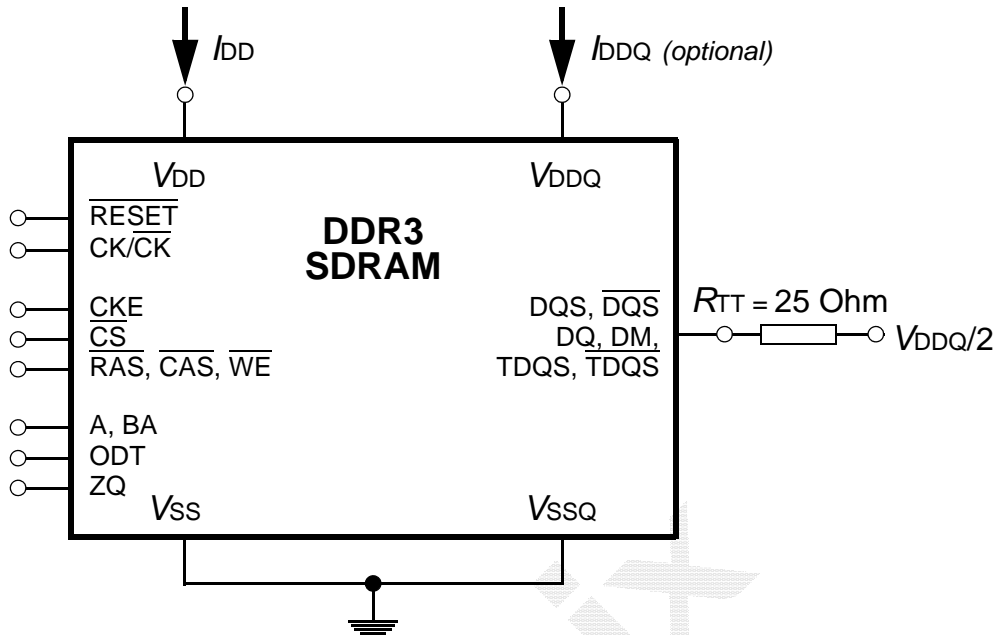 IDD
IDDQ (optional)
VDD
VDDQ
RESET
CK/CK
DDR3
SDRAM
CKE
CS
RAS, CAS, WE
DQS, DQS
DQ, DM,
TDQS, TDQS
RTT = 25 Ohm
VDDQ/2
A, BA
ODT
ZQ
VSS
VSSQ